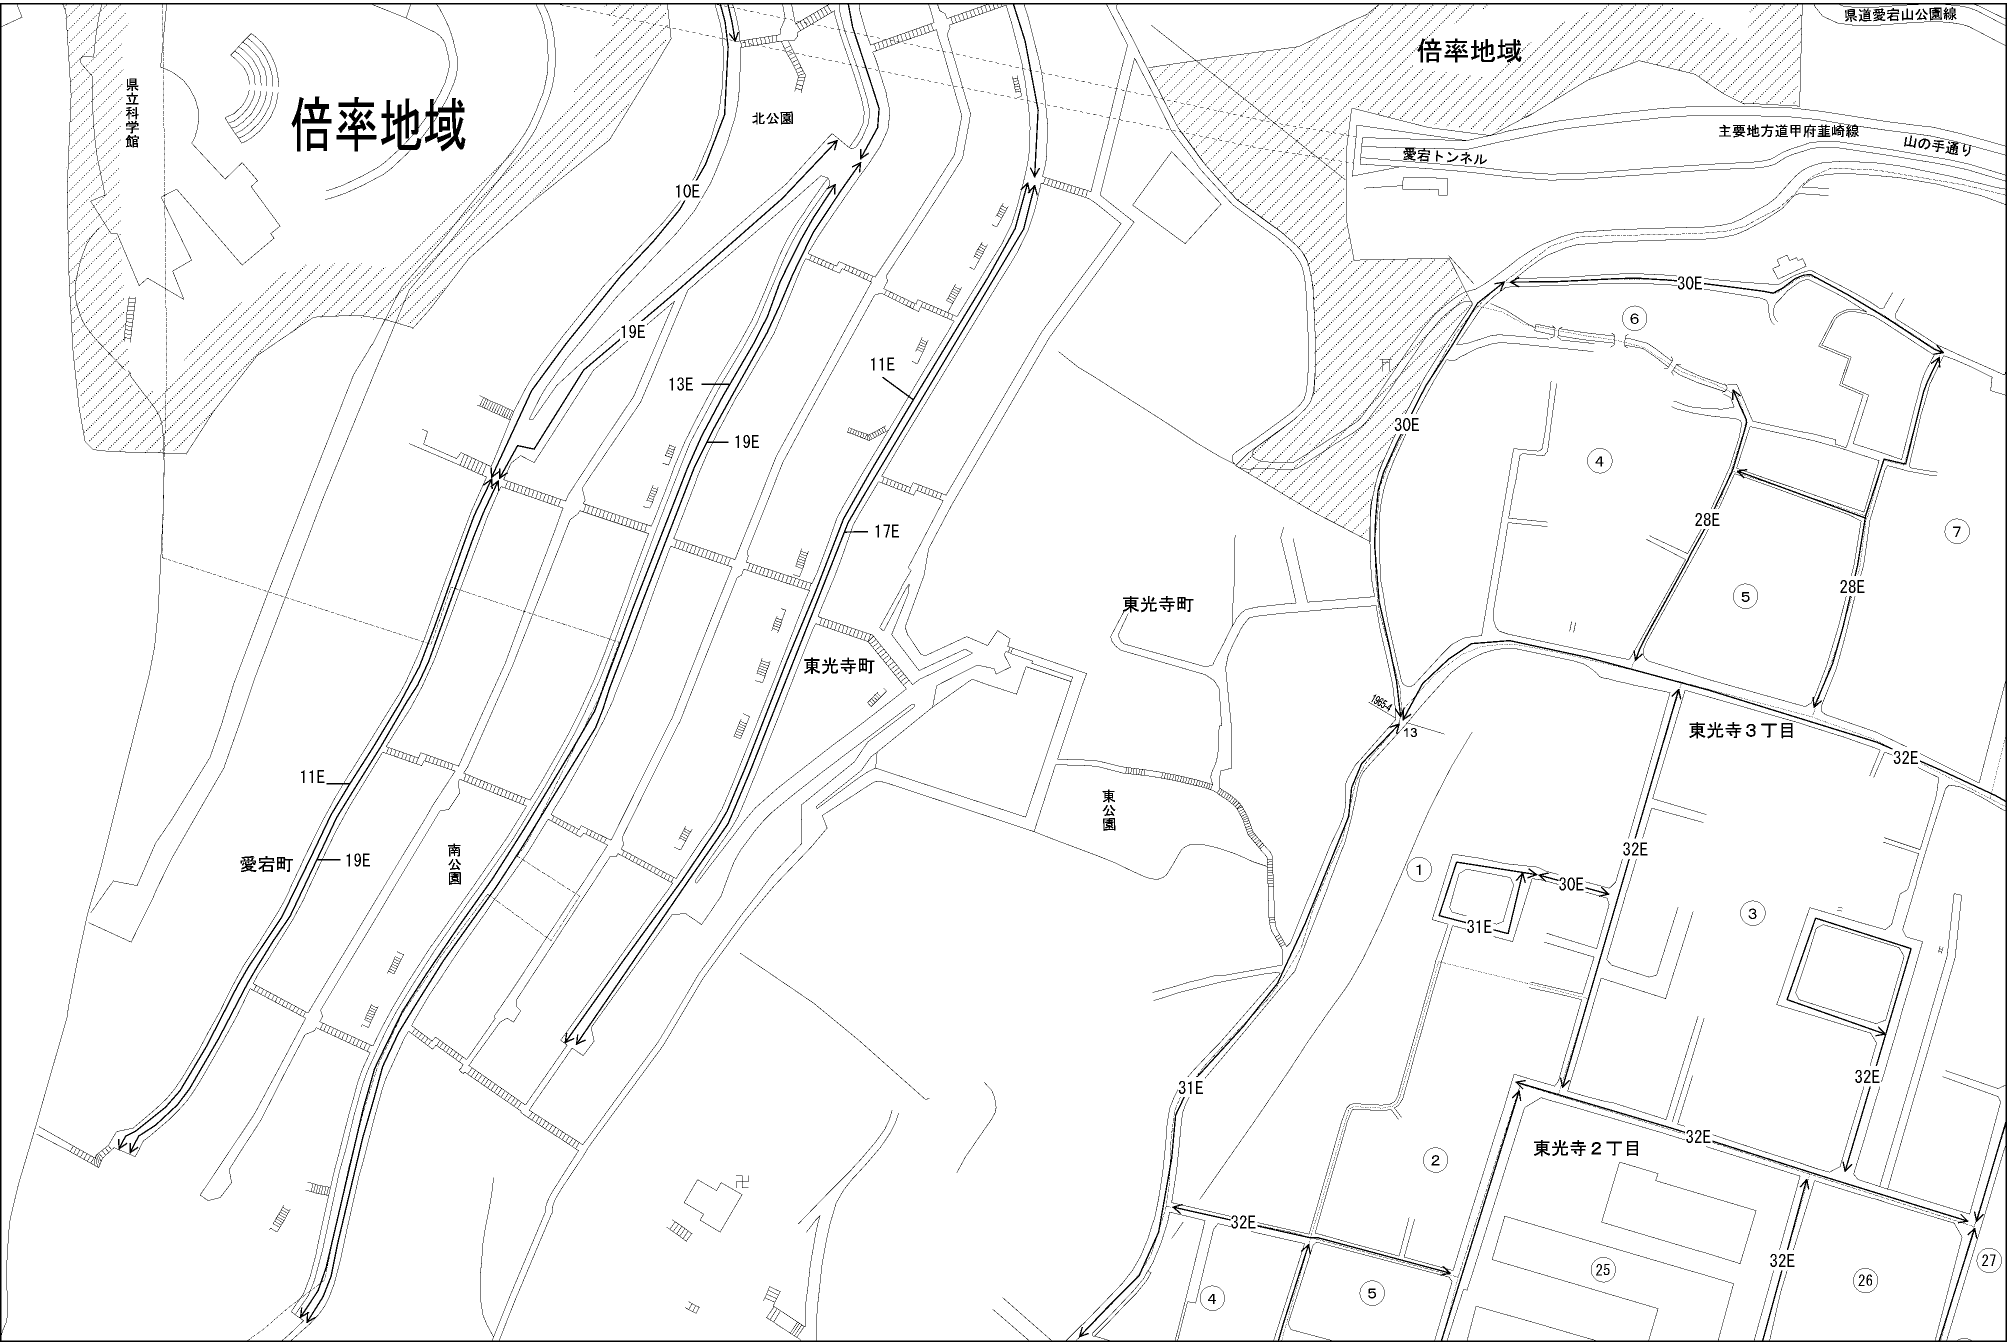 県道愛宕山公園線
倍率地域
県立科学館
倍率地域
北公園
主要地方道甲府韮崎線
山の手通り
愛宕トンネル
10E
30E
6
19E
11E
13E
30E
19E
4
28E
7
17E
5
28E
東光寺町
東光寺町
1965-4
13
東光寺3丁目
32E
11E
東公園
19E
愛宕町
南公園
32E
1
30E
31E
3
32E
31E
32E
東光寺2丁目
2
卍
32E
32E
25
26
27
4
5